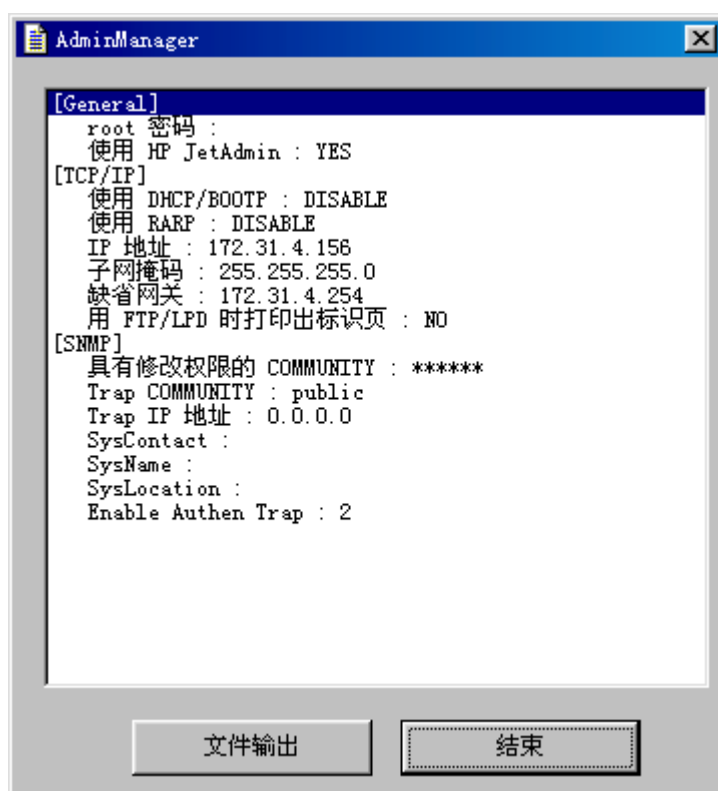 AdminManager
[General]
root 密码 :
使用 HP JetAdmin : YES
[TCP/IP]
使用 DHCP/BOOTP : DISABLE
使用 RARP : DISABLE
IP 地址 : 172.31.4.156
子网掩码 : 255.255.255.0
缺省网关 : 172.31.4.254
用 FTP/LPD 时打印出标识页 : NO
[SNMP]
具有修改权限的 COMMUNITY : ******
Trap COMMUNITY : public
Trap IP 地址 : 0.0.0.0
SysContact :
SysName :
SysLocation :
Enable Authen Trap : 2
文件输出 结束